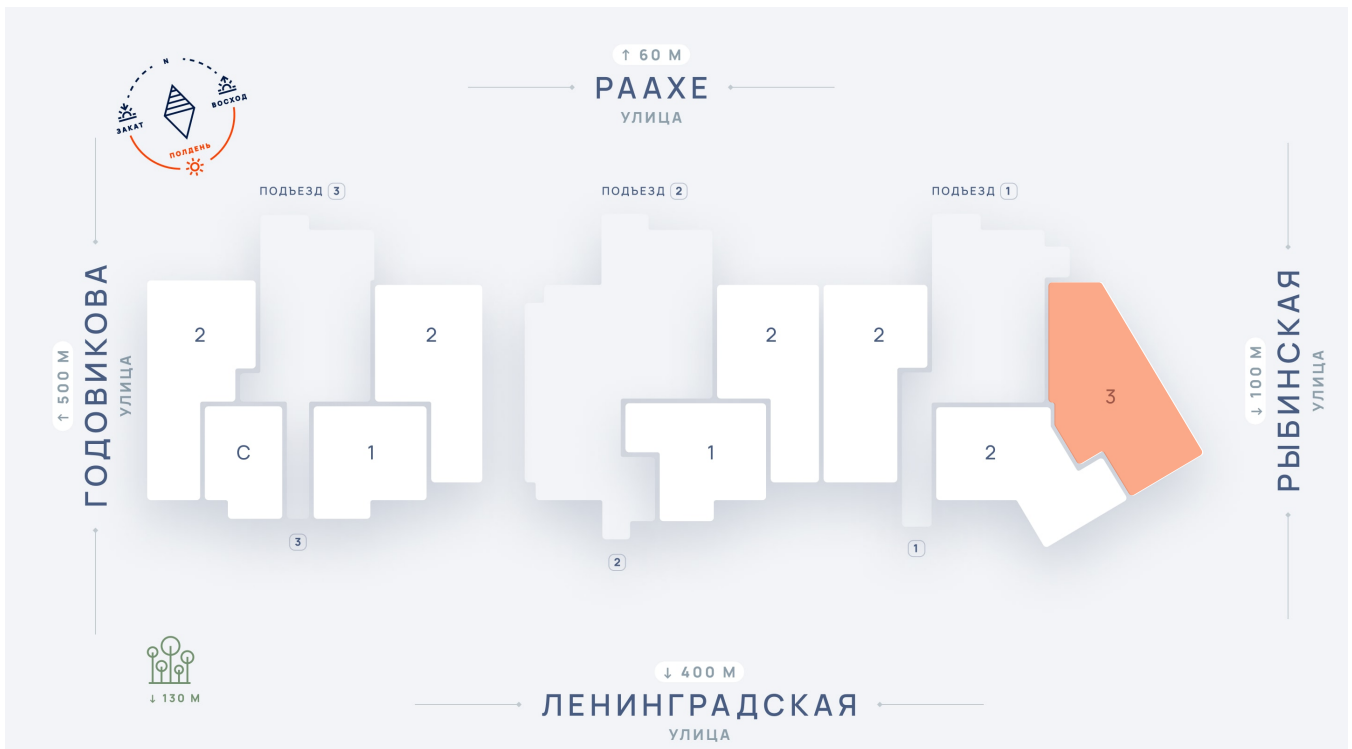 ↑ 60 М
РААХЕ
УЛИЦА
N
ВОСХОД
ЗАКАТ
ПОЛДЕНЬ
ПОДЪЕЗД 3
ПОДЪЕЗД 2
ПОДЪЕЗД 1
↑ 500 М
ГОДОВИКОВА
УЛИЦА
2
2
2
2
3
С
1
1
2
3
2
1
↓ 100 М
РЫБИНСКАЯ
УЛИЦА
↓ 130 М
↓ 400 М
ЛЕНИНГРАДСКАЯ
УЛИЦА